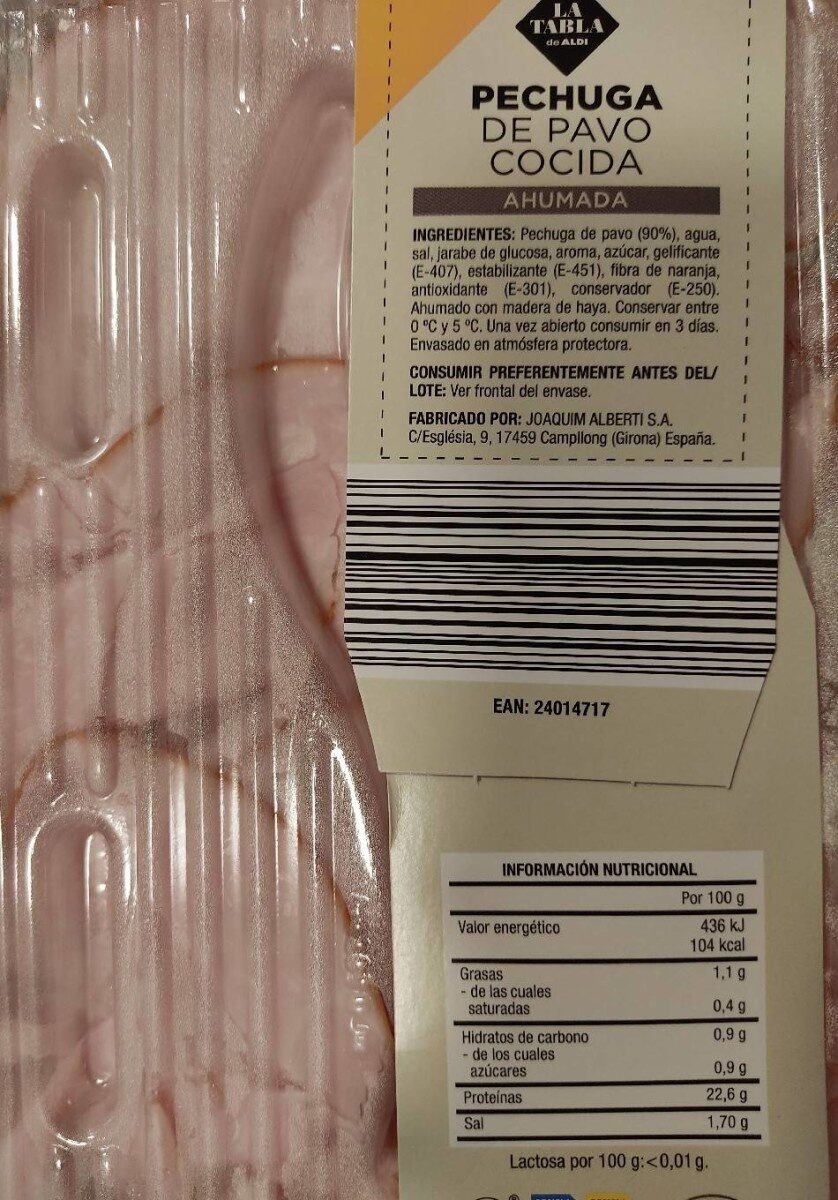 LA
TABLA
de ALDI
PECHUGA
DE PAVO
COCIDA
AHUMADA
INGREDIENTES: Pechuga de pavo (90%), agua,
sal, jarabe de glucosa, aroma, azúcar, gelificante
(E-407), estabilizante (E-451), fibra de naranja,
antioxidante (E-301), conservador (E-250).
Ahumado con madera de haya. Conservar entre
0 ºC y 5 ºC. Una vez abierto consumir en 3 días.
Envasado en atmósfera protectora.
CONSUMIR PREFERENTEMENTE ANTES DEL/
LOTE: Ver frontal del envase.
FABRICADO POR: JOAQUIM ALBERTI S.A.
C/Església, 9, 17459 Campllong (Girona) España.
EAN: 24014717
INFORMACIÓN NUTRICIONAL
Por 100 g
Valor energético 436 kJ
104 kcal
Grasas 1,1 g
- de las cuales
saturadas 0,4 g
Hidratos de carbono 0,9 g
- de los cuales
azúcares 0,9 g
Proteínas 22,6 g
Sal 1,70 g
Lactosa por 100 g:<0,01 g.